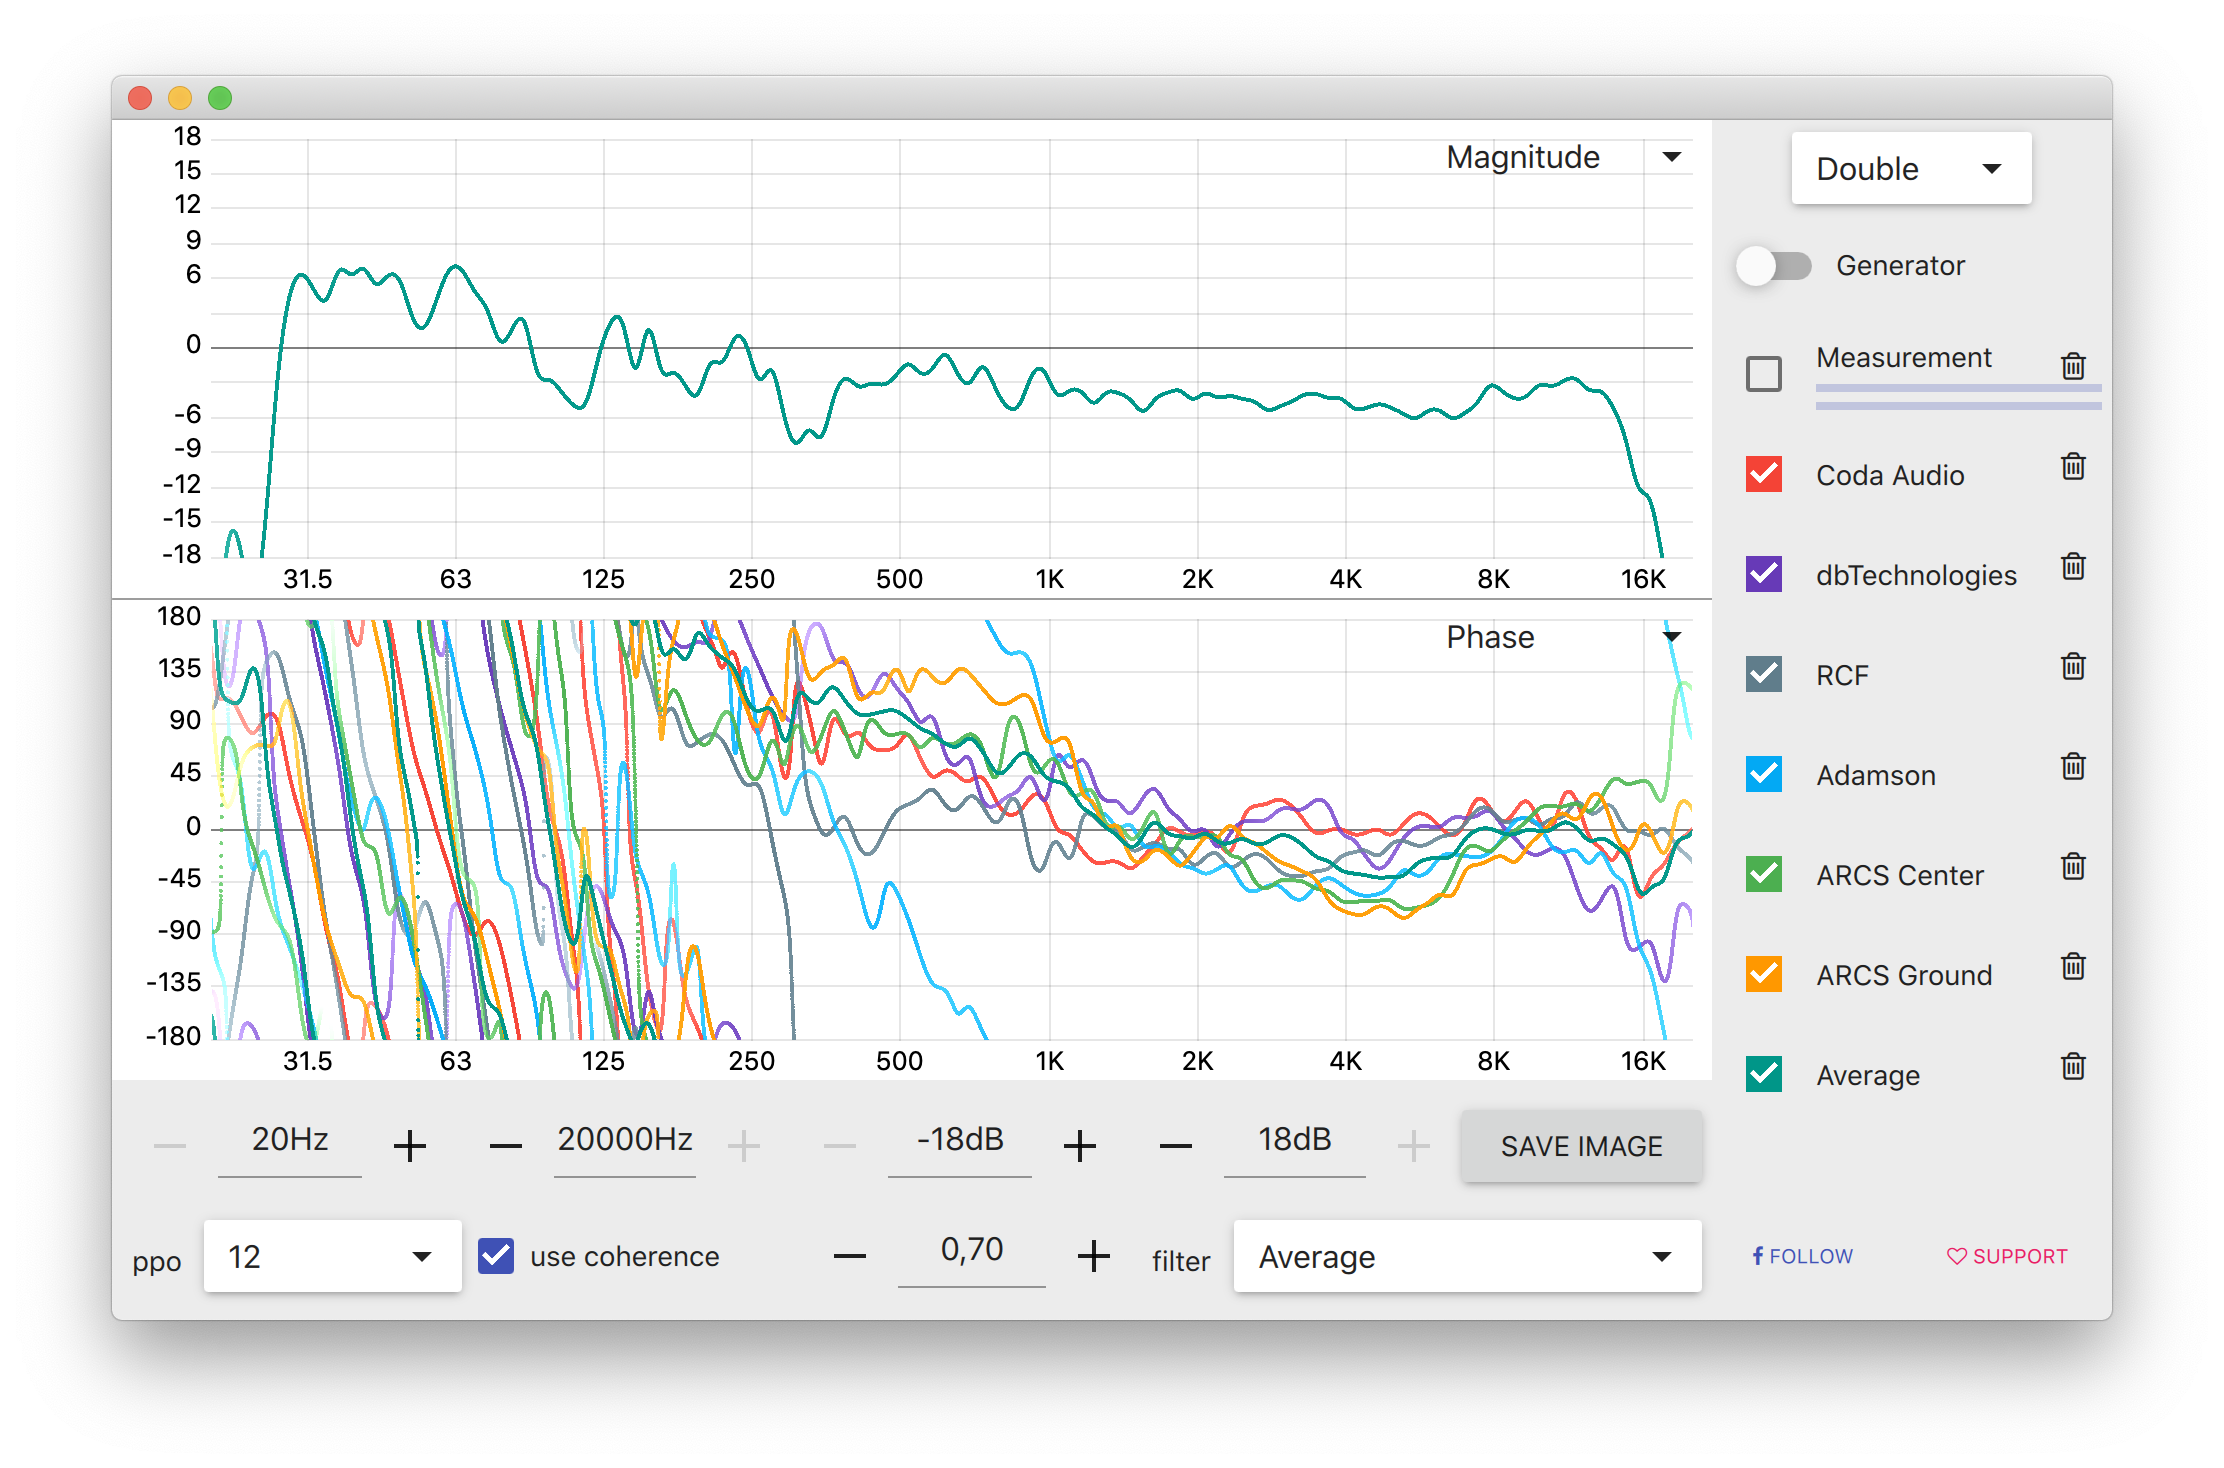 18
15
12
9
6
0
-6
-9
-12
-15
-18
Magnitude
31.5 63 125 250 500 1K 2K 4K 8K 16K
180
135
90
45
0
-45
-90
-135
-180
Phase
31.5 63 125 250 500 1K 2K 4K 8K 16K
20Hz + − 20000Hz + − -18dB + − 18dB + SAVE IMAGE
ppo 12 use coherence − 0,70 + filter Average
Double
Generator
Measurement
Coda Audio
dbTechnologies
RCF
Adamson
ARCS Center
ARCS Ground
Average
FOLLOW SUPPORT